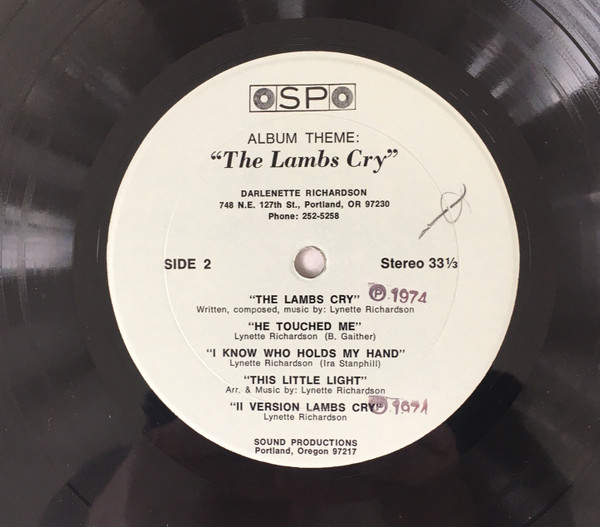 OSPO
ALBUM THEME:
“The Lambs Cry”
DARLENETTE RICHARDSON
748 N.E. 127th St., Portland, OR 97230
Phone: 252-5258
SIDE 2
Stereo 33⅓
“THE LAMBS CRY” Ⓟ 1974
Written, composed, music by: Lynette Richardson
“HE TOUCHED ME”
Lynette Richardson (B. Gaither)
“I KNOW WHO HOLDS MY HAND”
Lynette Richardson (Ira Stanphill)
“THIS LITTLE LIGHT”
Arr. & Music by: Lynette Richardson
“II VERSION LAMBS CRY” Ⓟ 1974
Lynette Richardson
SOUND PRODUCTIONS
Portland, Oregon 97217